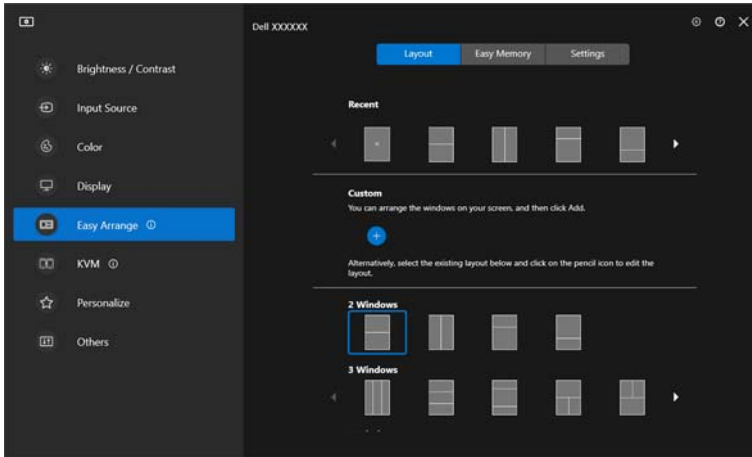 Dell XXXXXX
Layout
Easy Memory
Settings
Brightness / Contrast
Input Source
Color
Display
Easy Arrange
KVM
Personalize
Others
Recent
Custom
You can arrange the windows on your screen, and then click Add.
Alternatively, select the existing layout below and click on the pencil icon to edit the
layout.
2 Windows
3 Windows